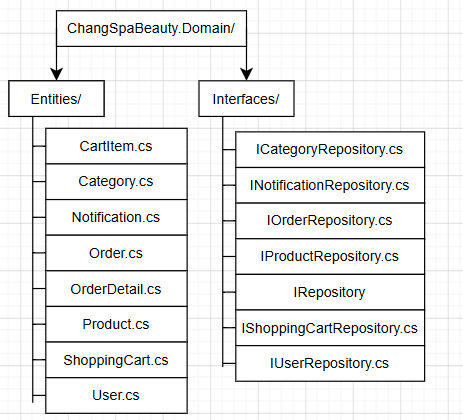 ChangSpaBeauty.Domain/
Entities/
CartItem.cs
Category.cs
Notification.cs
Order.cs
OrderDetail.cs
Product.cs
ShoppingCart.cs
User.cs
Interfaces/
ICategoryRepository.cs
INotificationRepository.cs
IOrderRepository.cs
IProductRepository.cs
IRepository
IShoppingCartRepository.cs
IUserRepository.cs